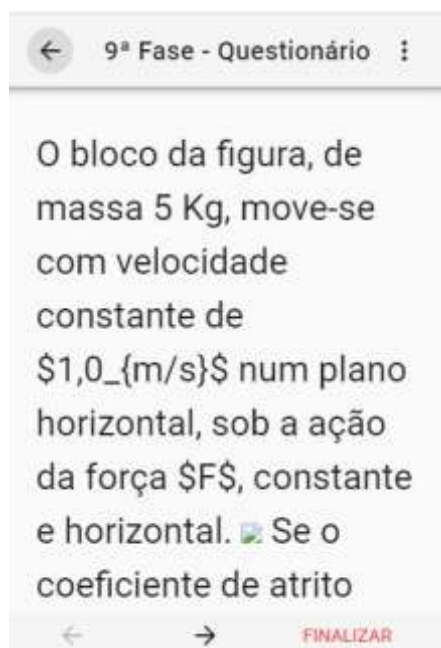 9ª Fase - Questionário
O bloco da figura, de
massa 5 Kg, move-se
com velocidade
constante de
$1,0_{m/s}$ num plano
horizontal, sob a ação
da força $F$, constante
e horizontal. Se o
coeficiente de atrito
FINALIZAR